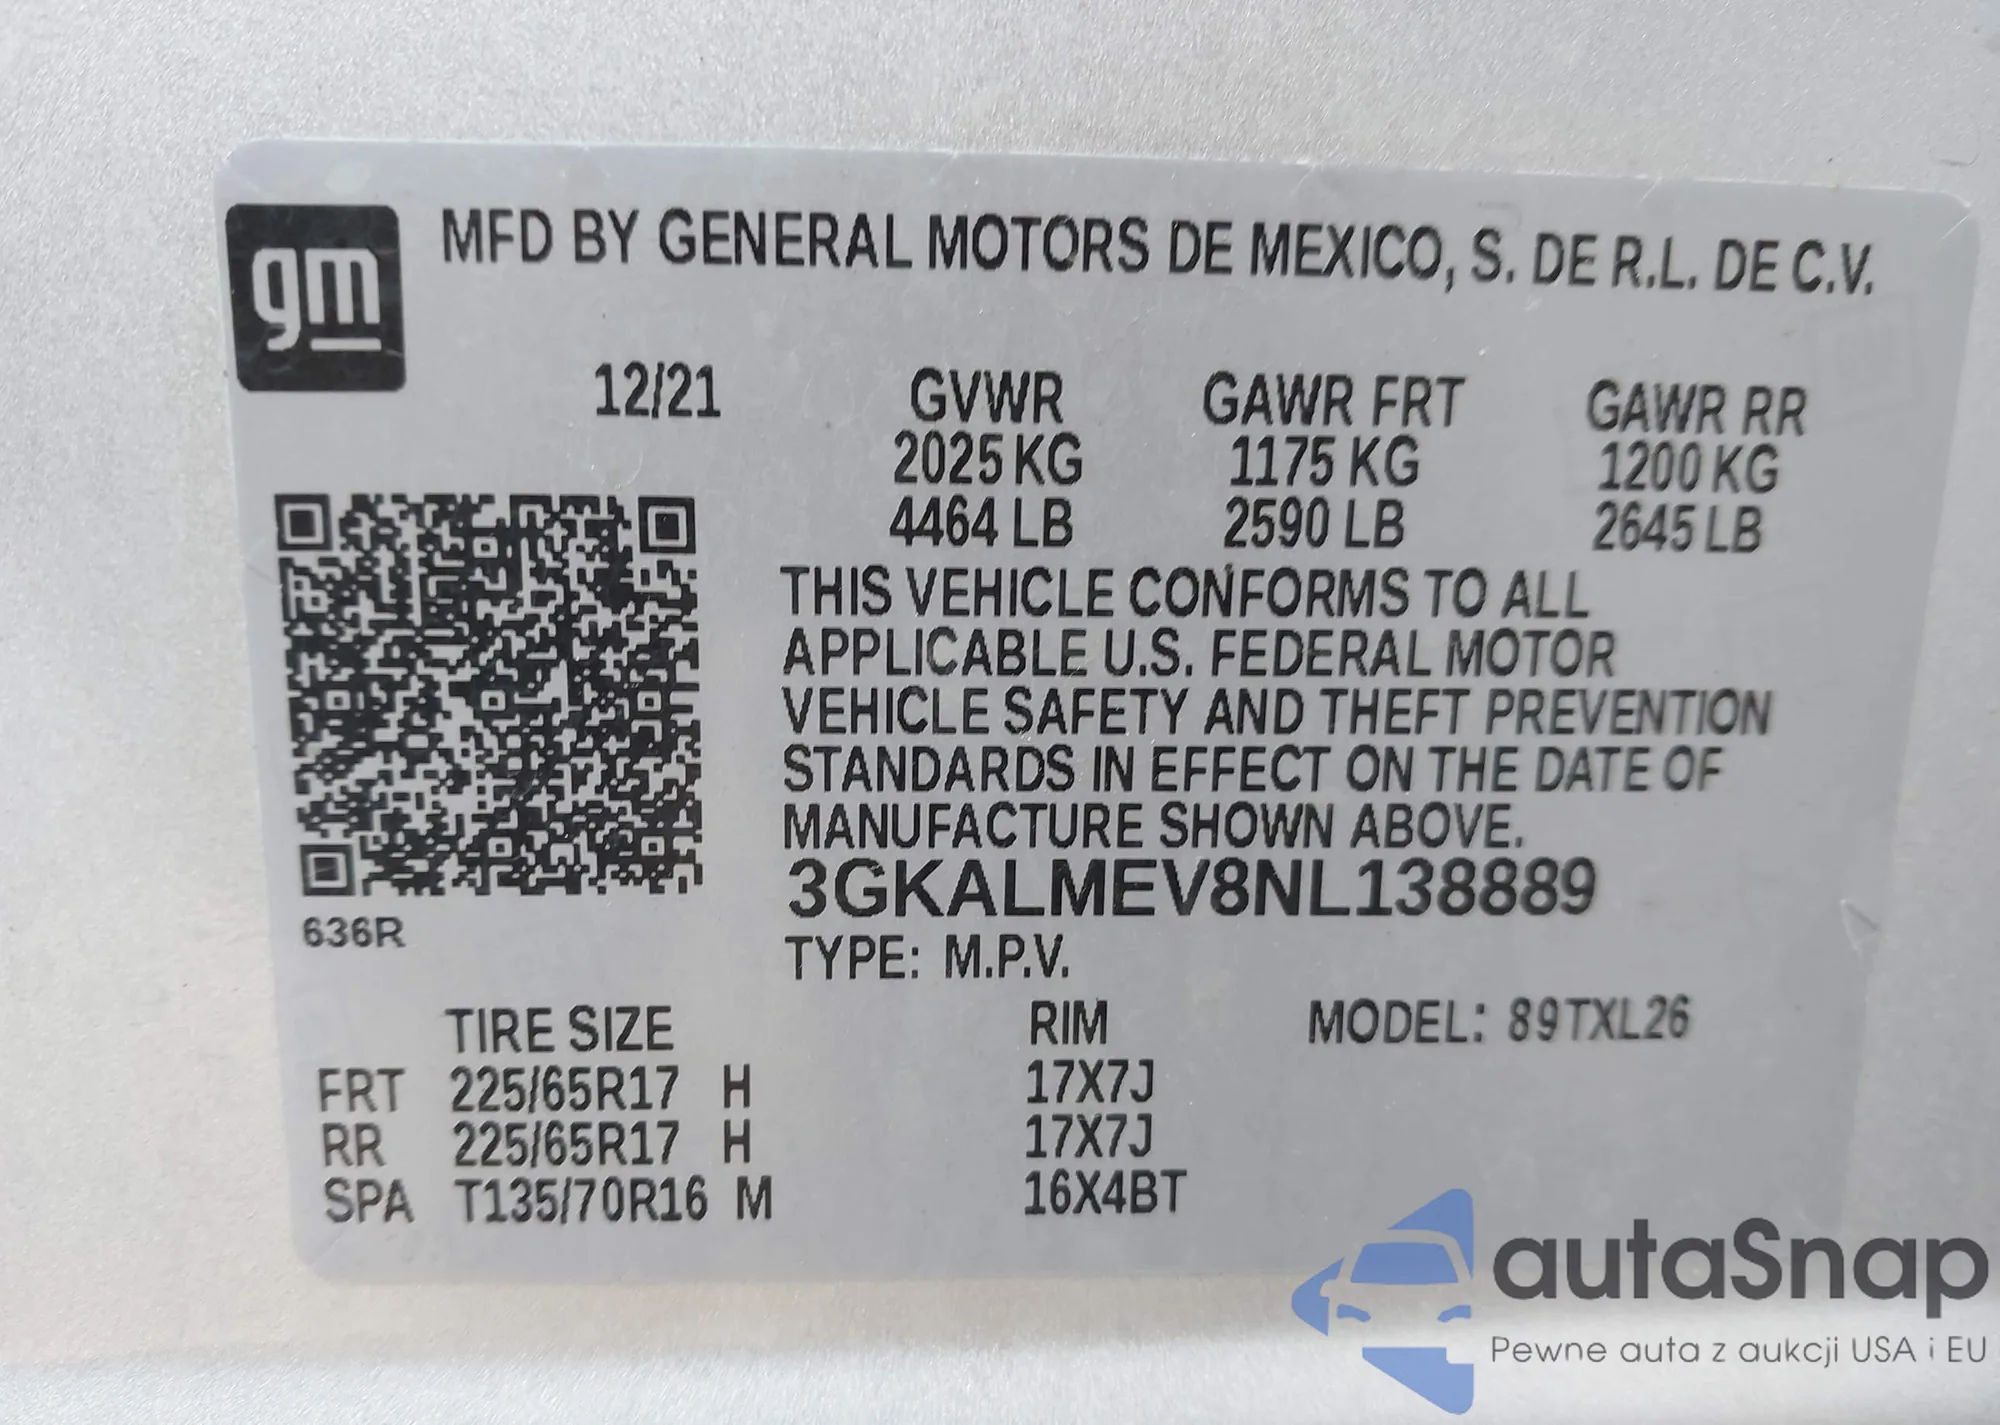 gm
MFD BY GENERAL MOTORS DE MEXICO, S. DE R.L. DE C.V.
12/21 GVWR GAWR FRT GAWR RR
2025 KG 1175 KG 1200 KG
4464 LB 2590 LB 2645 LB
THIS VEHICLE CONFORMS TO ALL
APPLICABLE U.S. FEDERAL MOTOR
VEHICLE SAFETY AND THEFT PREVENTION
STANDARDS IN EFFECT ON THE DATE OF
MANUFACTURE SHOWN ABOVE.
3GKALMEV8NL138889
636R
TYPE: M.P.V.
TIRE SIZE RIM MODEL: 89TXL26
FRT 225/65R17 H 17X7J
RR 225/65R17 H 17X7J
SPA T135/70R16 M 16X4BT
autaSnap
Pewne auta z aukcji USA i EU